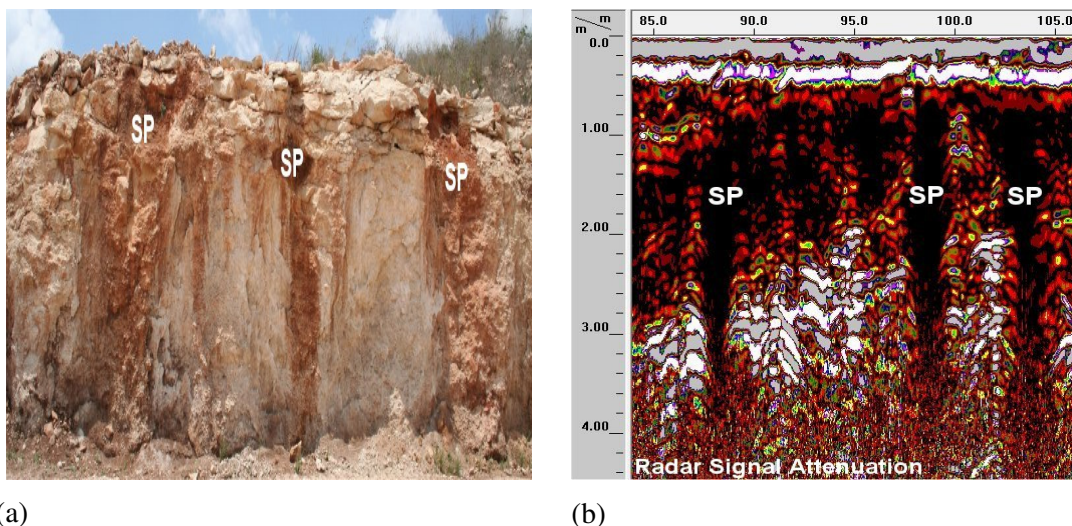 SP
SP
SP
(a)
m 85.0 90.0 95.0 100.0 105.0
m
0.0
1.00
SP SP SP
2.00
3.00
4.00
Radar Signal Attenuation
(b)